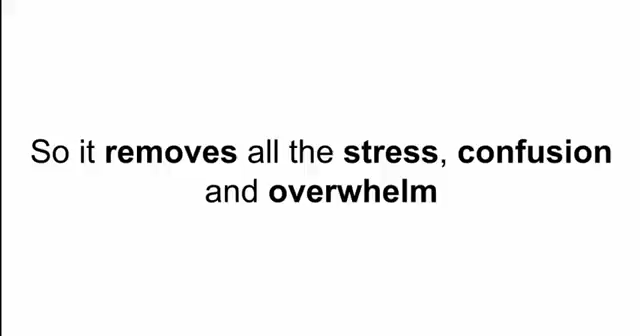 So it removes all the stress, confusion
and overwhelm